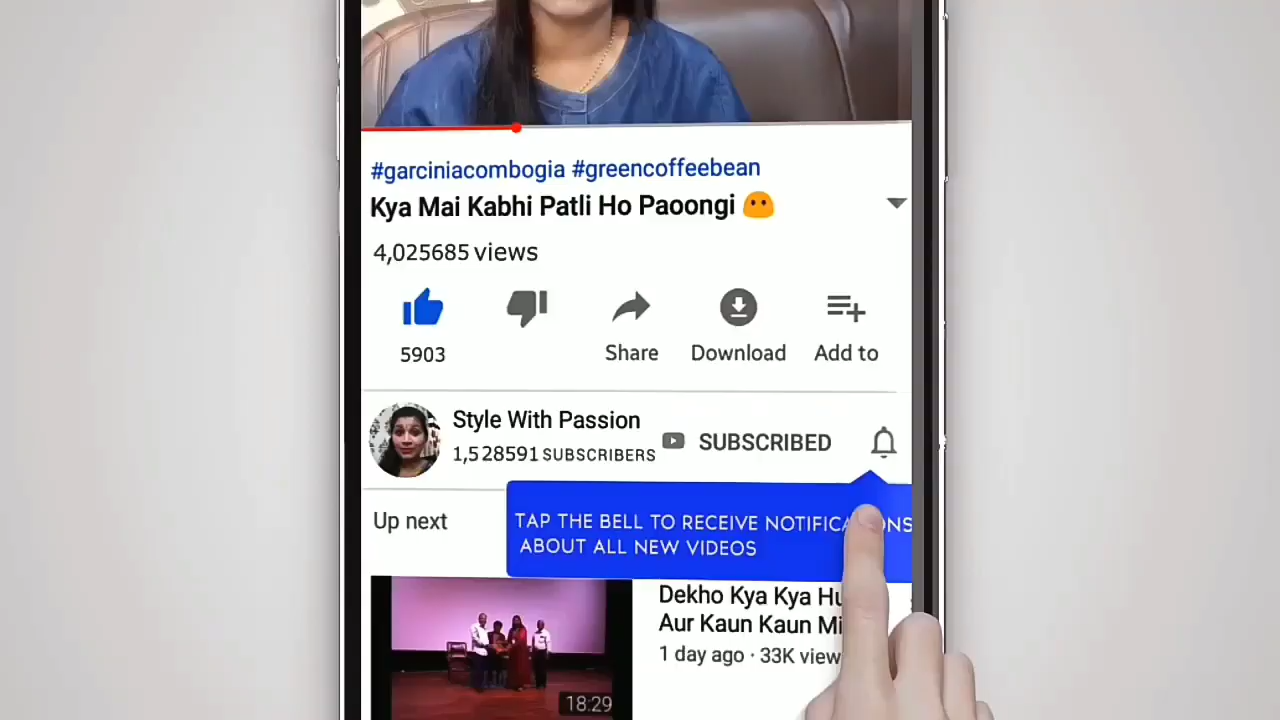 #garciniacombogia #greencoffeebean
Kya Mai Kabhi Patli Ho Paoongi
4,025685 views
5903
Share
Download
Add to
Style With Passion
1,528591 SUBSCRIBERS
SUBSCRIBED
TAP THE BELL TO RECEIVE
ABOUT ALL NEW VIDEOS
Up next
Dekho Kya Kya
Aur Kaun Kaun
1 day ago · 33K
18:29